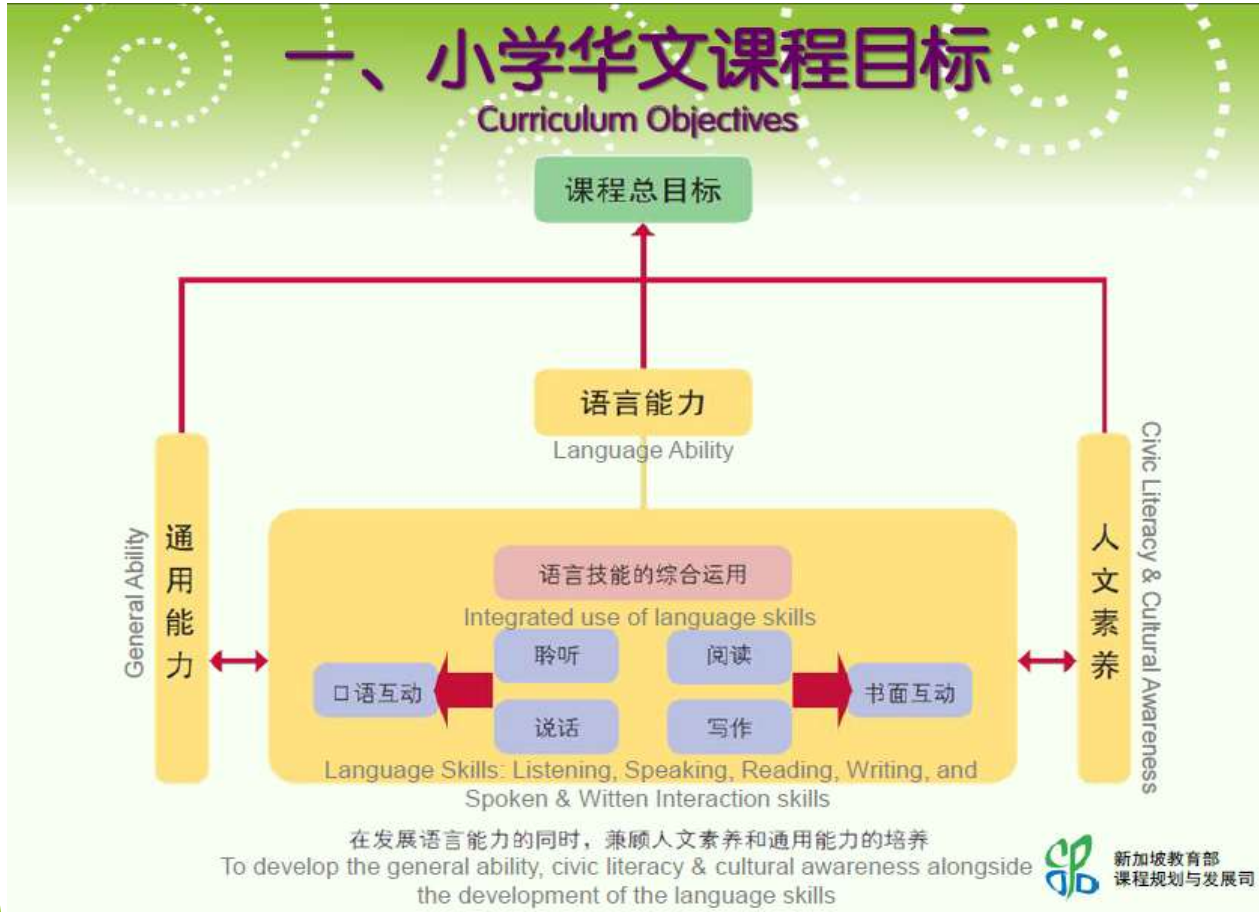 一、小学华文课程目标
Curriculum Objectives
课程总目标
语言能力
Language Ability
General Ability
通用能力
语言技能的综合运用
Integrated use of language skills
聆听
阅读
口语互动
书面互动
说话
写作
Language Skills: Listening, Speaking, Reading, Writing, and
Spoken & Witten Interaction skills
人文素养
Civic Literacy & Cultural Awareness
在发展语言能力的同时，兼顾人文素养和通用能力的培养
To develop the general ability, civic literacy & cultural awareness alongside
the development of the language skills
新加坡教育部
课程规划与发展司